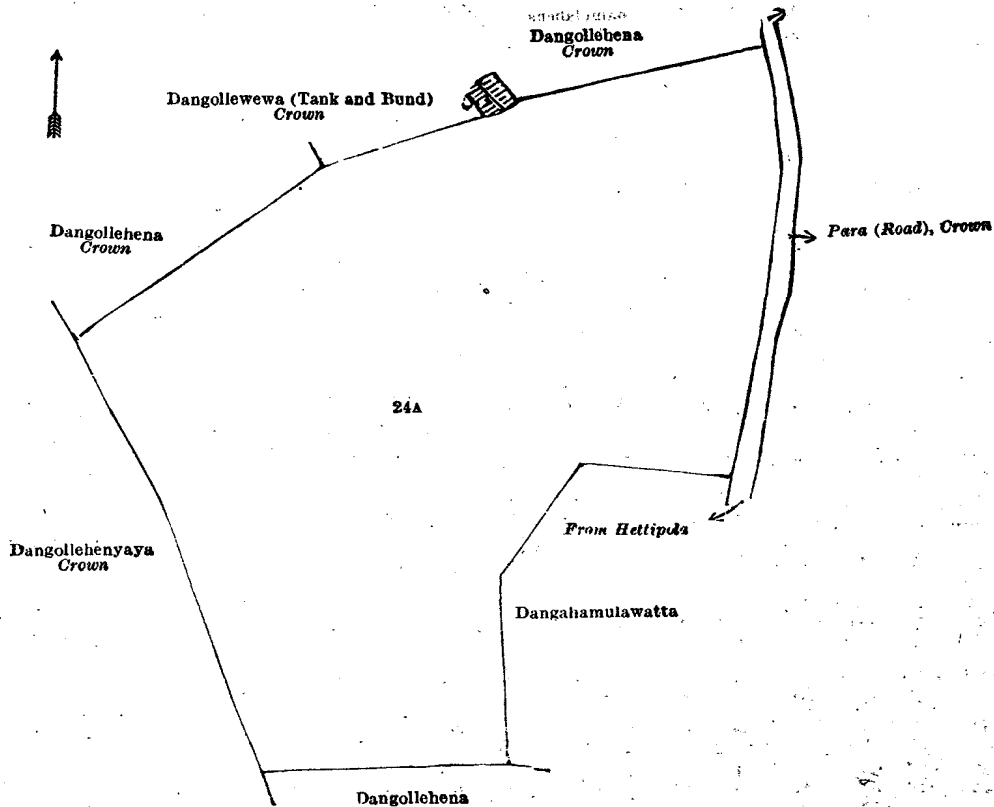 Dangollehena
Crown
Dangollewewa (Tank and Bund)
Crown
Dangollehena
Crown
Para (Road), Crown
24A
From Hettipola
Dangollehenyaya
Crown
Dangahamulawatta
Dangollehena